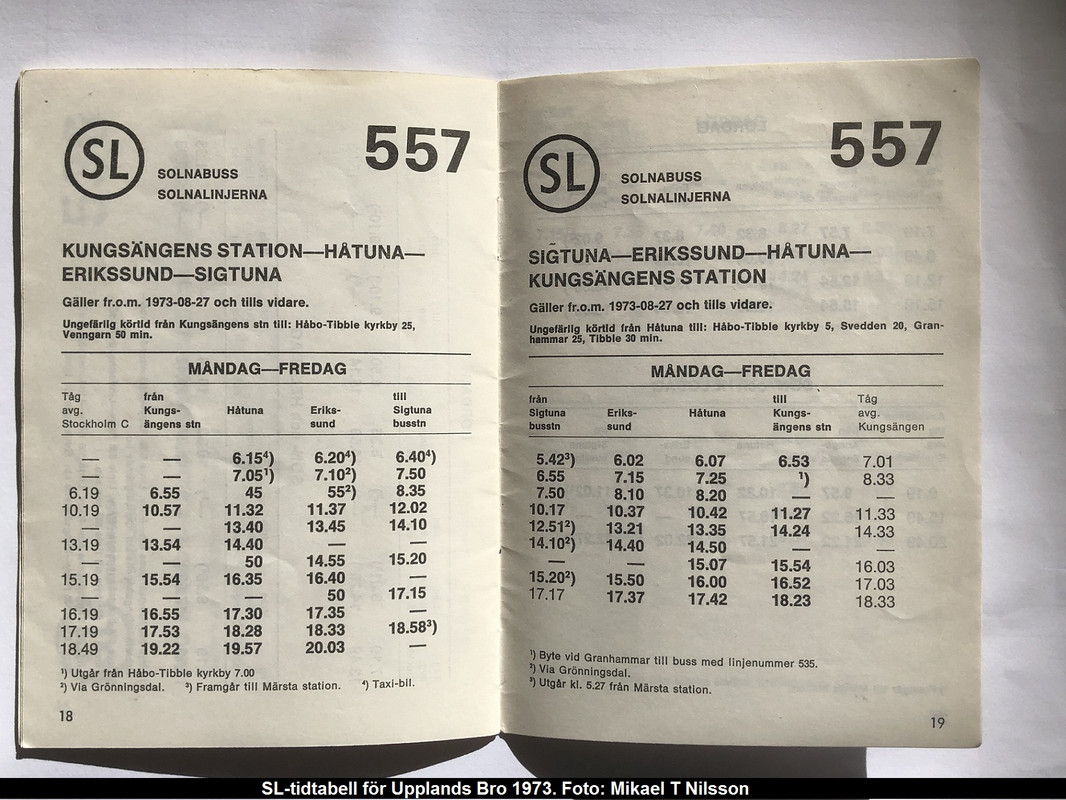 SL
557
SOLNABUSS
SOLNALINJERNA
KUNGSÄNGENS STATION—HÅTUNA—
ERIKSSUND—SIGTUNA
Gäller fr.o.m. 1973-08-27 och tills vidare.
Ungefärlig körtid från Kungsängens stn till: Håbo-Tibble kyrkby 25,
Venngarn 50 min.
MÅNDAG—FREDAG
Tåg från till
avg. Kungs- Håtuna Eriks- Sigtuna
Stockholm C ängens stn sund busstn
— — 6.15⁴) 6.20⁴) 6.40⁴)
— — 7.05¹) 7.10²) 7.50
6.19 6.55 45 55²) 8.35
10.19 10.57 11.32 11.37 12.02
— — 13.40 13.45 14.10
13.19 13.54 14.40 — —
— — 50 14.55 15.20
15.19 15.54 16.35 16.40 —
— — — 50 17.15
16.19 16.55 17.30 17.35 —
17.19 17.53 18.28 18.33 18.58³)
18.49 19.22 19.57 20.03 —
¹) Utgår från Håbo-Tibble kyrkby 7.00
²) Via Grönningsdal. ³) Framgår till Märsta station. ⁴) Taxi-bil.
18
SL
557
SOLNABUSS
SOLNALINJERNA
SIGTUNA—ERIKSSUND—HÅTUNA—
KUNGSÄNGENS STATION
Gäller fr.o.m. 1973-08-27 och tills vidare.
Ungefärlig körtid från Håtuna till: Håbo-Tibble kyrkby 5, Svedden 20, Gran-
hammar 25, Tibble 30 min.
MÅNDAG—FREDAG
från till Tåg
Sigtuna Eriks- Håtuna Kungs- avg.
busstn sund ängens stn Kungsängen
5.42³) 6.02 6.07 6.53 7.01
6.55 7.15 7.25 ¹) 8.33
7.50 8.10 8.20 — —
10.17 10.37 10.42 11.27 11.33
12.51²) 13.21 13.35 14.24 14.33
14.10²) 14.40 14.50 — —
— — 15.07 15.54 16.03
15.20²) 15.50 16.00 16.52 17.03
17.17 17.37 17.42 18.23 18.33
¹) Byte vid Granhammar till buss med linjenummer 535.
²) Via Grönningsdal.
³) Utgår kl. 5.27 från Märsta station.
19
SL-tidtabell för Upplands Bro 1973. Foto: Mikael T Nilsson